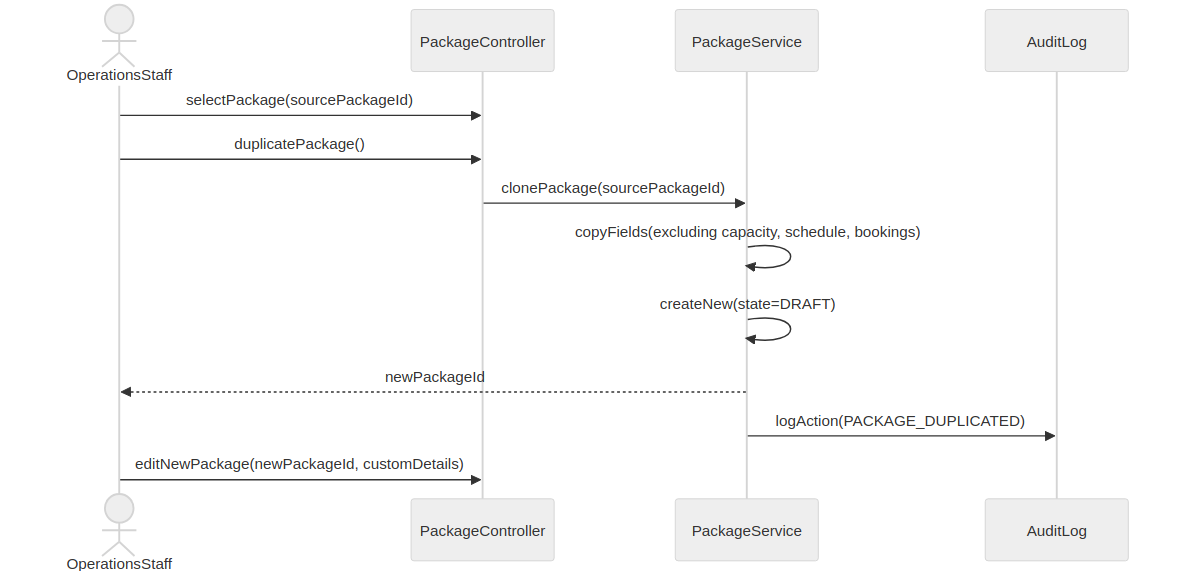 OperationsStaff
PackageController
PackageService
AuditLog
selectPackage(sourcePackageId)
duplicatePackage()
clonePackage(sourcePackageId)
copyFields(excluding capacity, schedule, bookings)
createNew(state=DRAFT)
newPackageId
logAction(PACKAGE_DUPLICATED)
editNewPackage(newPackageId, customDetails)
OperationsStaff
PackageController
PackageService
AuditLog